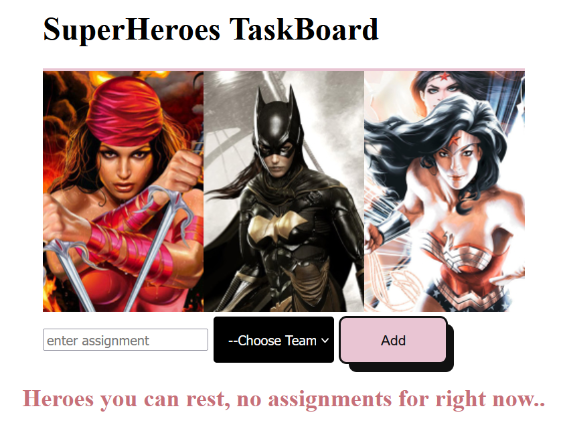 SuperHeroes TaskBoard
enter assignment
--Choose Team
Add
Heroes you can rest, no assignments for right now..